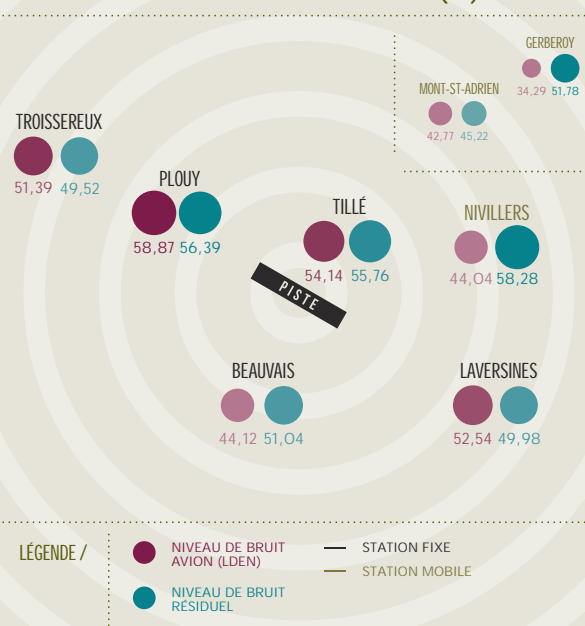 GERBEROY
34,29 51,78
MONT-ST-ADRIEN
42,77 45,22
TROISSEREUX
51,39 49,52
PLOUY
58,87 56,39
TILLÉ
54,14 55,76
NIVILLERS
44,04 58,28
PISTE
BEAUVAIS
44,12 51,04
LAVERSINES
52,54 49,98
LÉGENDE /
NIVEAU DE BRUIT
AVION (LDEN)
NIVEAU DE BRUIT
RÉSIDUEL
STATION FIXE
STATION MOBILE